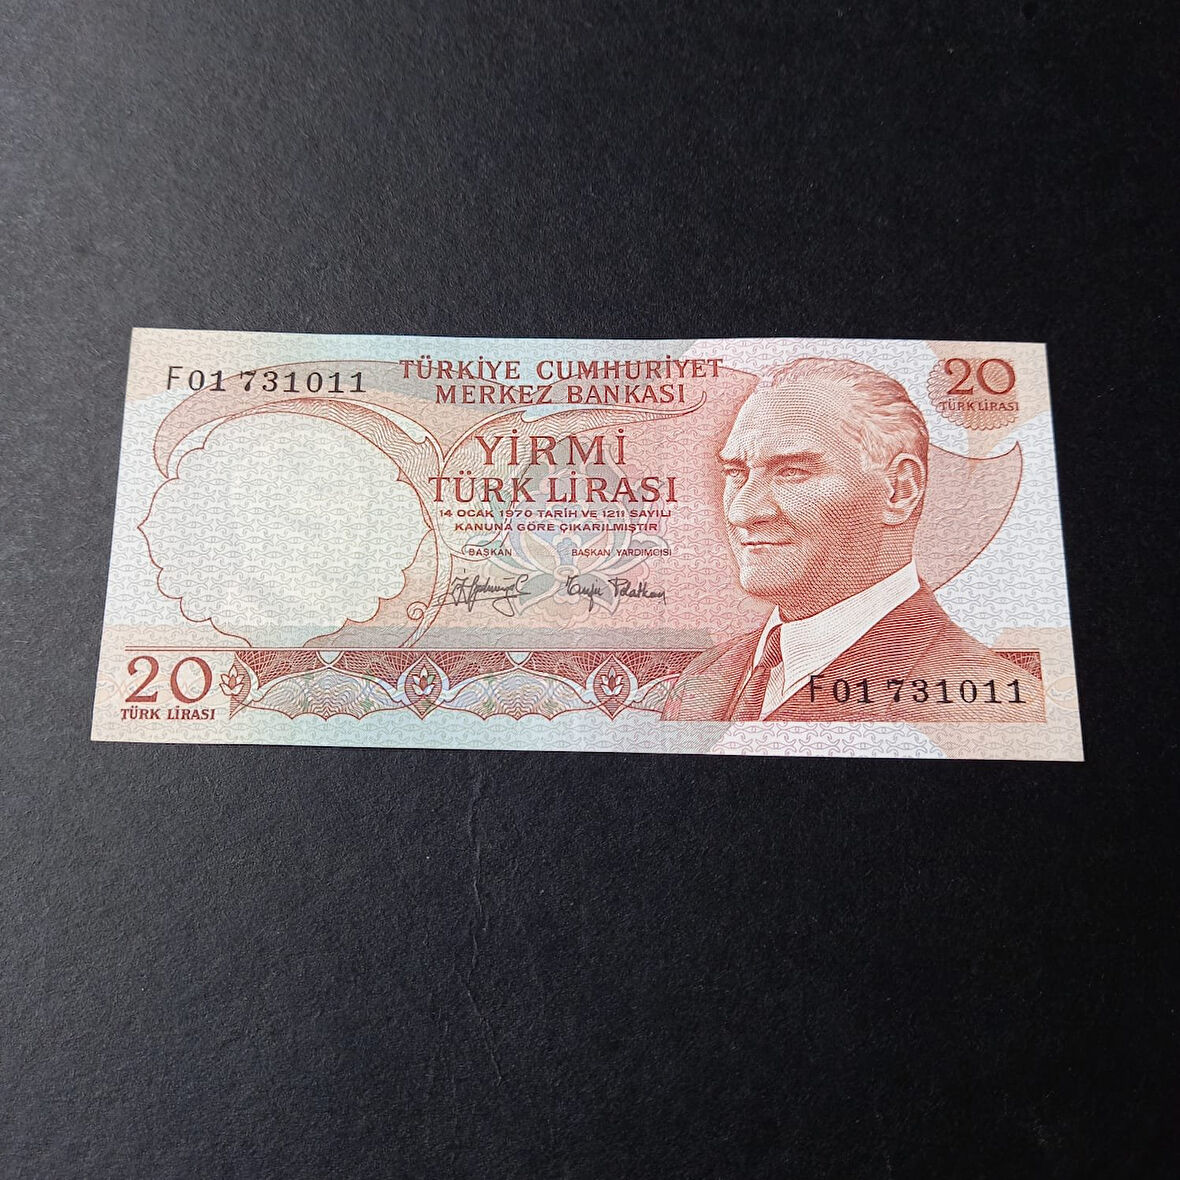 F01 731011
TÜRKİYE CUMHURİYET
MERKEZ BANKASI
20
TÜRK LİRASI
YİRMİ
TÜRK LİRASI
14 OCAK 1970 TARİH VE 1211 SAYILI
KANUNA GÖRE ÇIKARILMIŞTIR
BAŞKAN BAŞKAN YARDIMCISI
20
TÜRK LİRASI
F01 731011